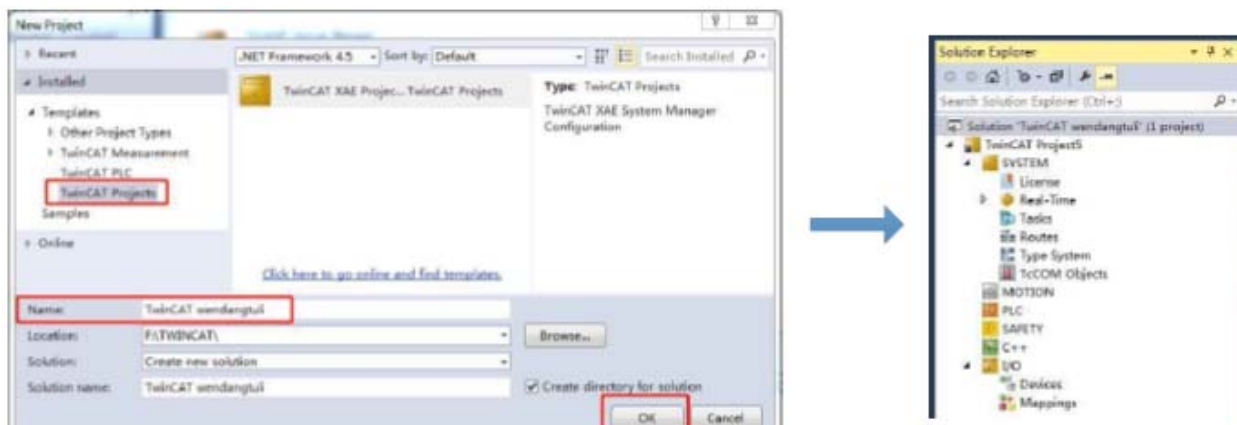 New Project
Recent
.NET Framework 4.5 Sort by: Default Search Installed
Installed
Templates
Other Project Types
TwinCAT Measurement
TwinCAT PLC
TwinCAT Projects
Samples
Online
TwinCAT XAE Projec... TwinCAT Projects
Type: TwinCAT Projects
TwinCAT XAE System Manager
Configuration
Click here to go online and find templates.
Name: TwinCAT wendangtuli
Location: F:\TWINCAT\
Browse...
Solution: Create new solution
Solution name: TwinCAT wendangtuli
Create directory for solution
OK Cancel
Solution Explorer
Search Solution Explorer (Ctrl+;)
Solution 'TwinCAT wendangtuli' (1 project)
TwinCAT Project5
SYSTEM
License
Real-Time
Tasks
Routes
Type System
TcCOM Objects
MOTION
PLC
SAFETY
C++
I/O
Devices
Mappings